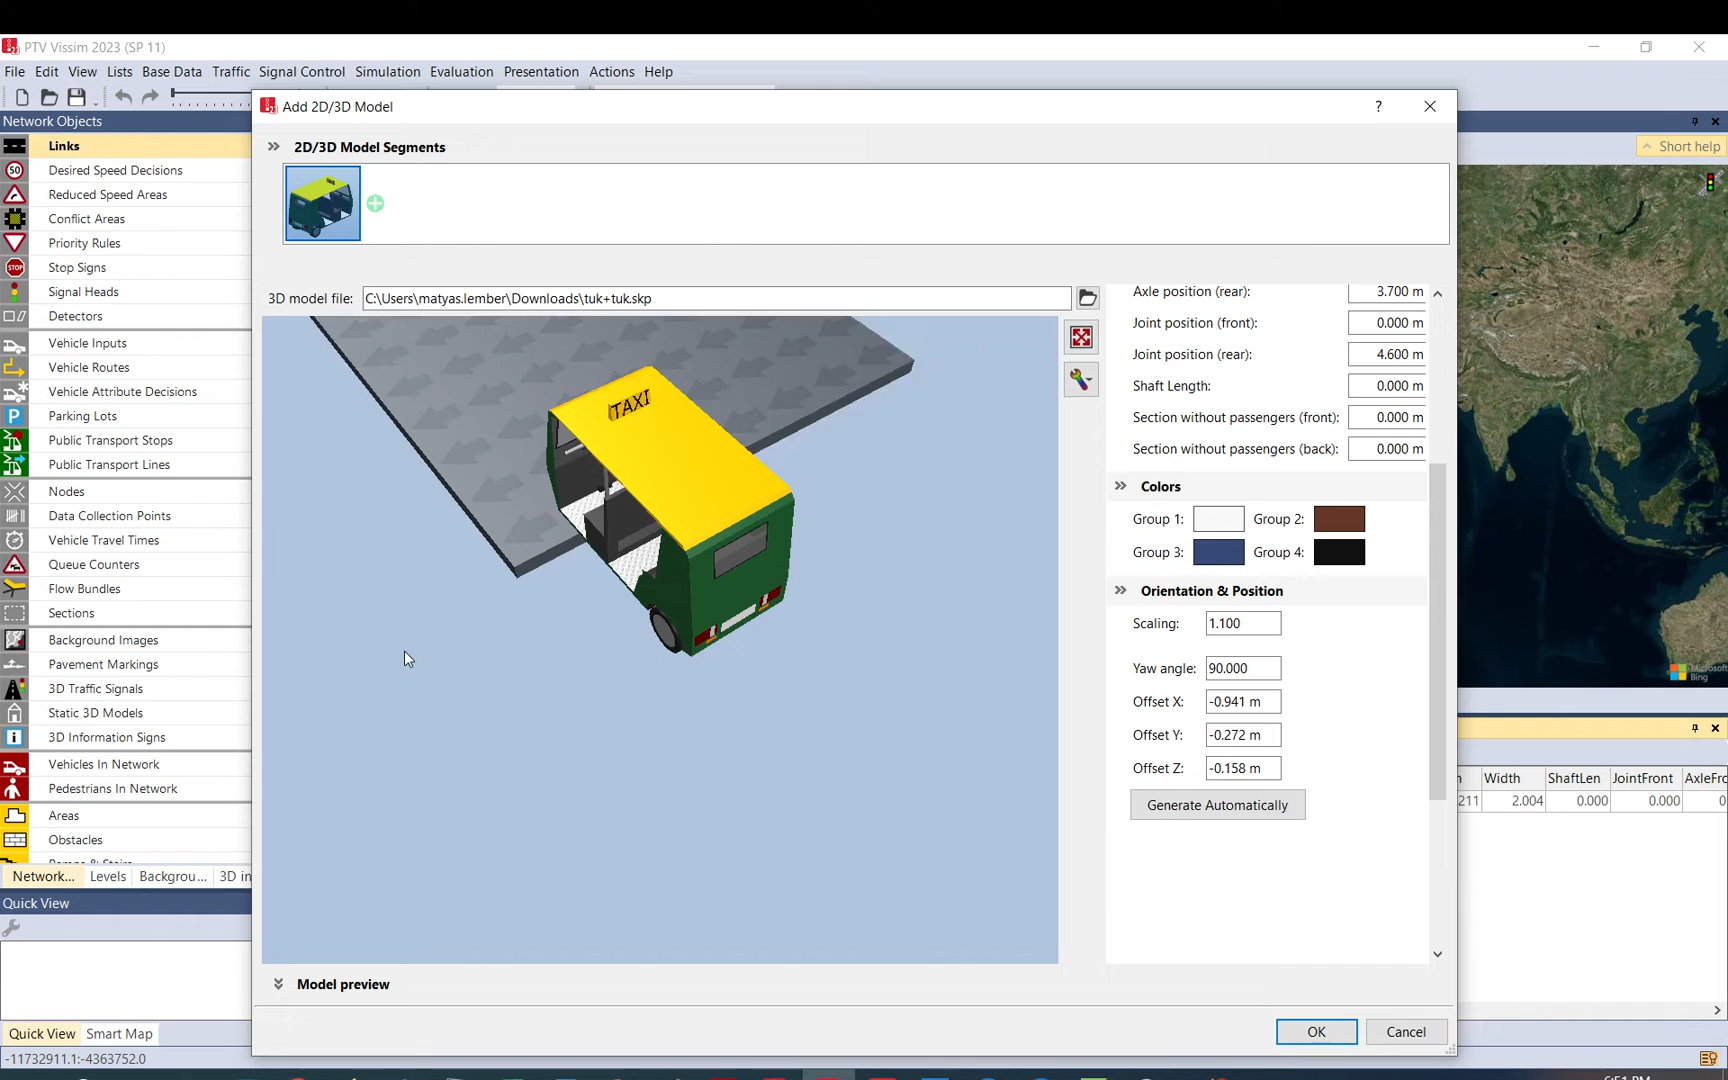 PTV Vissim 2023 (SP 11)
File Edit View Lists Base Data Traffic Signal Control Simulation Evaluation Presentation Actions Help
Network Objects
Links
50 Desired Speed Decisions
Reduced Speed Areas
Conflict Areas
Priority Rules
STOP Stop Signs
Signal Heads
Detectors
Vehicle Inputs
Vehicle Routes
Vehicle Attribute Decisions
P Parking Lots
Public Transport Stops
Public Transport Lines
Nodes
Data Collection Points
Vehicle Travel Times
Queue Counters
Flow Bundles
Sections
Background Images
Pavement Markings
3D Traffic Signals
Static 3D Models
3D Information Signs
Vehicles In Network
Pedestrians In Network
Areas
Obstacles
Network... Levels Backgrou... 3D in
Quick View
Quick View Smart Map
-11732911.1:-4363752.0
Add 2D/3D Model
?
2D/3D Model Segments
3D model file: C:\Users\matyas.lember\Downloads\tuk+tuk.skp
TAXI
Model preview
Axle position (rear): 3.700 m
Joint position (front): 0.000 m
Joint position (rear): 4.600 m
Shaft Length: 0.000 m
Section without passengers (front): 0.000 m
Section without passengers (back): 0.000 m
Colors
Group 1: Group 2:
Group 3: Group 4:
Orientation & Position
Scaling: 1.100
Yaw angle: 90.000
Offset X: -0.941 m
Offset Y: -0.272 m
Offset Z: -0.158 m
Generate Automatically
OK Cancel
Short help
Microsoft
Bing
Width ShaftLen JointFront AxleFro
211 2.004 0.000 0.000 0